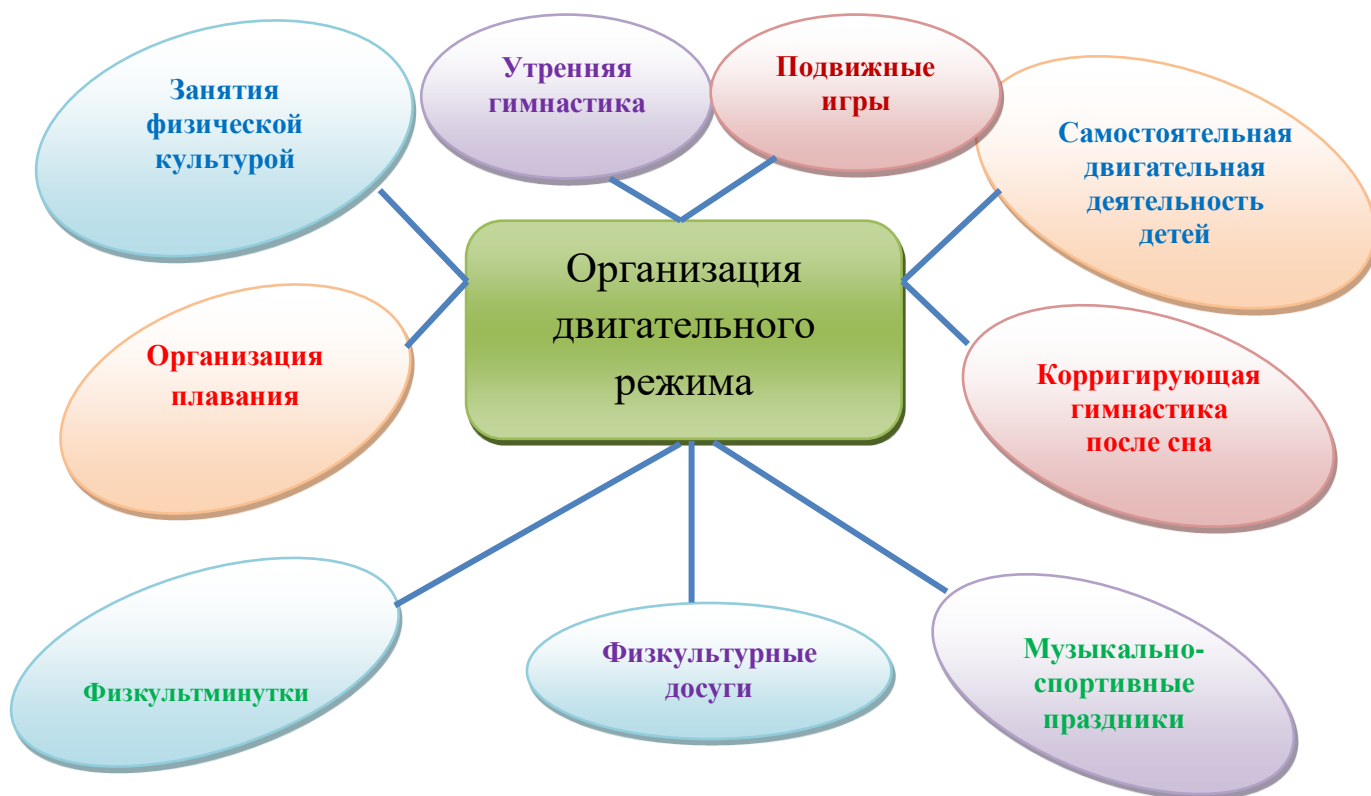 Занятия
физической
культурой
Утренняя
гимнастика
Подвижные
игры
Самостоятельная
двигательная
деятельность
детей
Организация
двигательного
режима
Организация
плавания
Корригирующая
гимнастика
после сна
Физкультминутки
Физкультурные
досуги
Музыкально-
спортивные
праздники